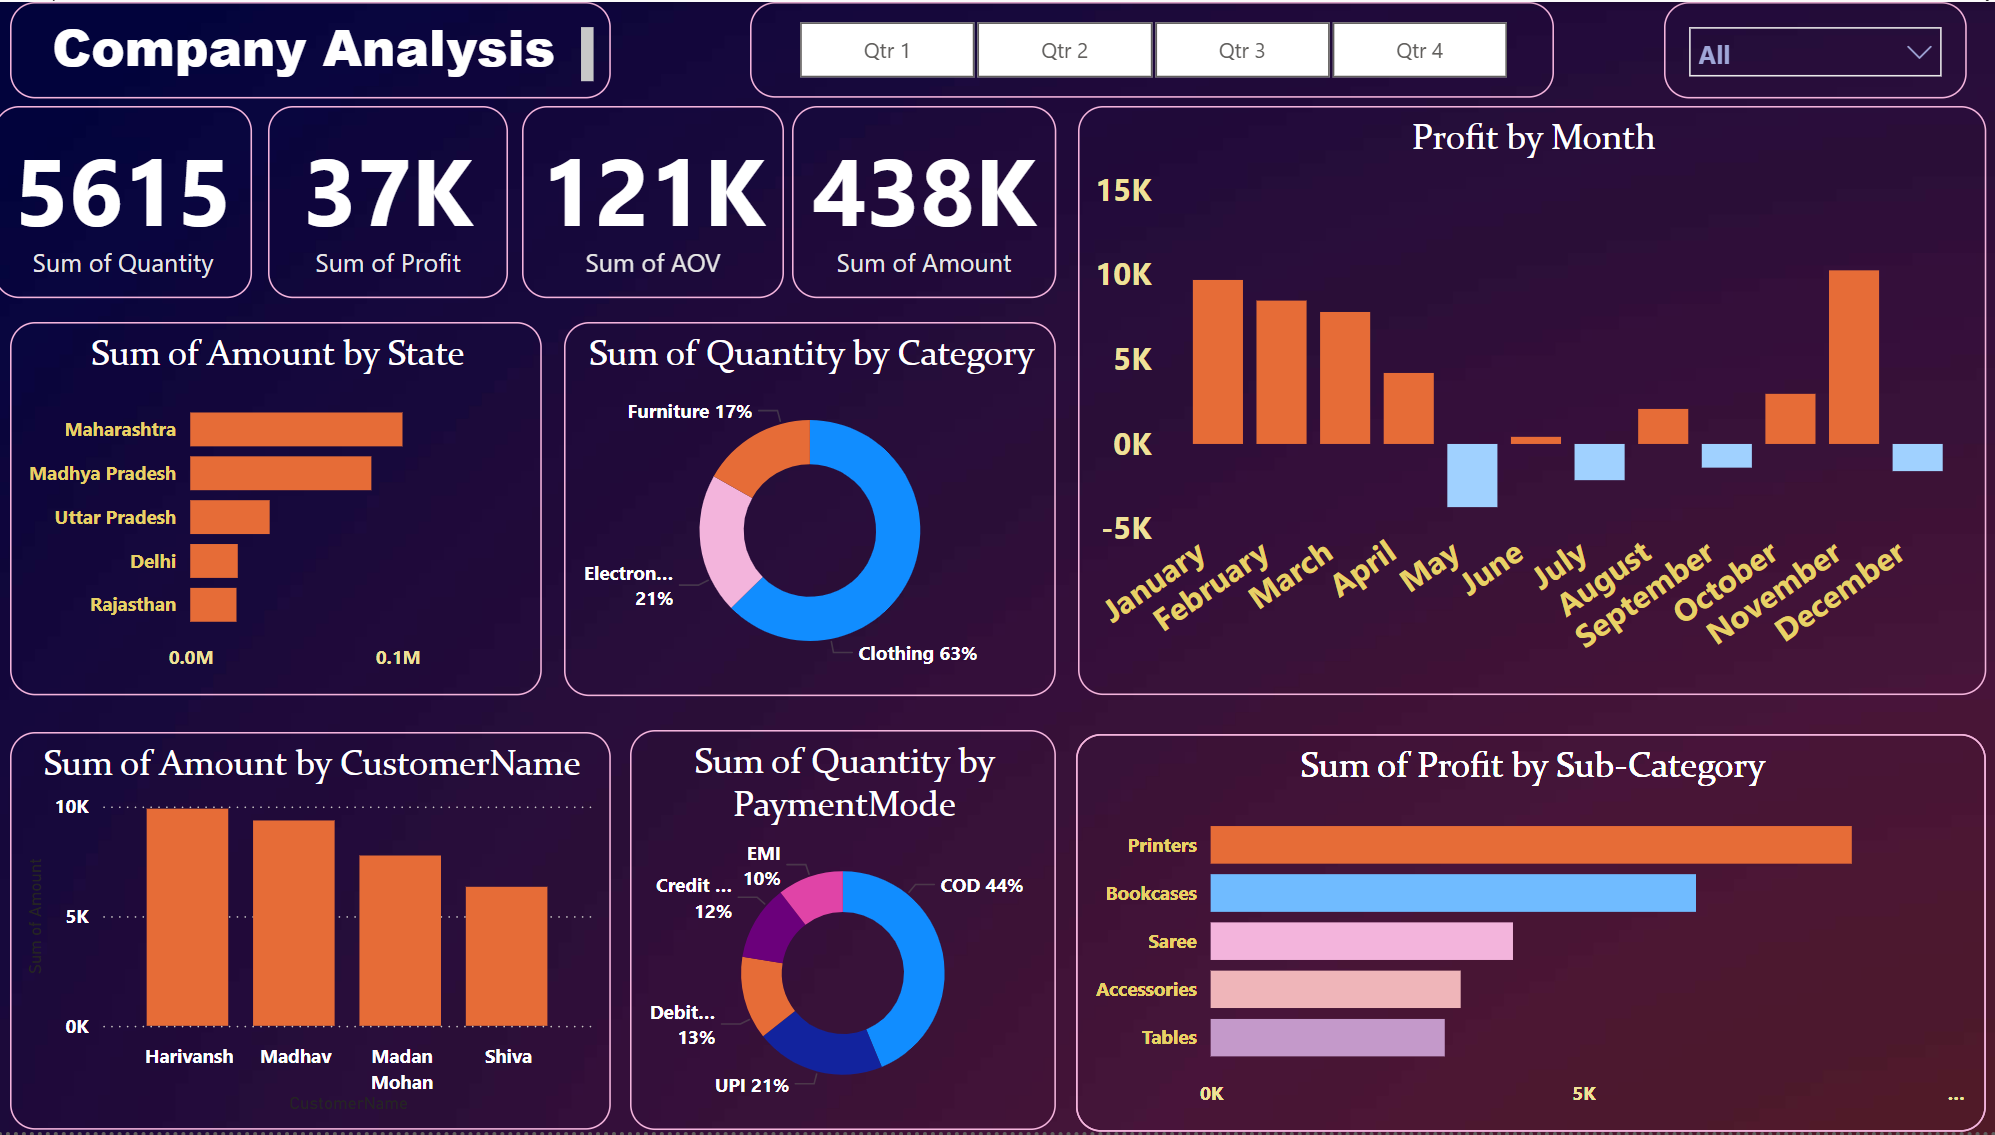 Company Analysis
Qtr 1
Qtr 2
Qtr 3
Qtr 4
All
5615
Sum of Quantity
37K
Sum of Profit
121K
Sum of AOV
438K
Sum of Amount
Profit by Month
15K
10K
5K
0K
-5K
January
February
March
April
May
June
July
August
September
October
November
December
Sum of Amount by State
Maharashtra
Madhya Pradesh
Uttar Pradesh
Delhi
Rajasthan
0.0M
0.1M
Sum of Quantity by Category
Furniture 17%
Electron...
21%
Clothing 63%
Sum of Amount by CustomerName
Sum of Amount
10K
5K
0K
Harivansh
Madhav
Madan
Mohan
Shiva
CustomerName
Sum of Quantity by
PaymentMode
EMI
10%
Credit ...
12%
COD 44%
Debit...
13%
UPI 21%
Sum of Profit by Sub-Category
Printers
Bookcases
Saree
Accessories
Tables
0K
5K
...